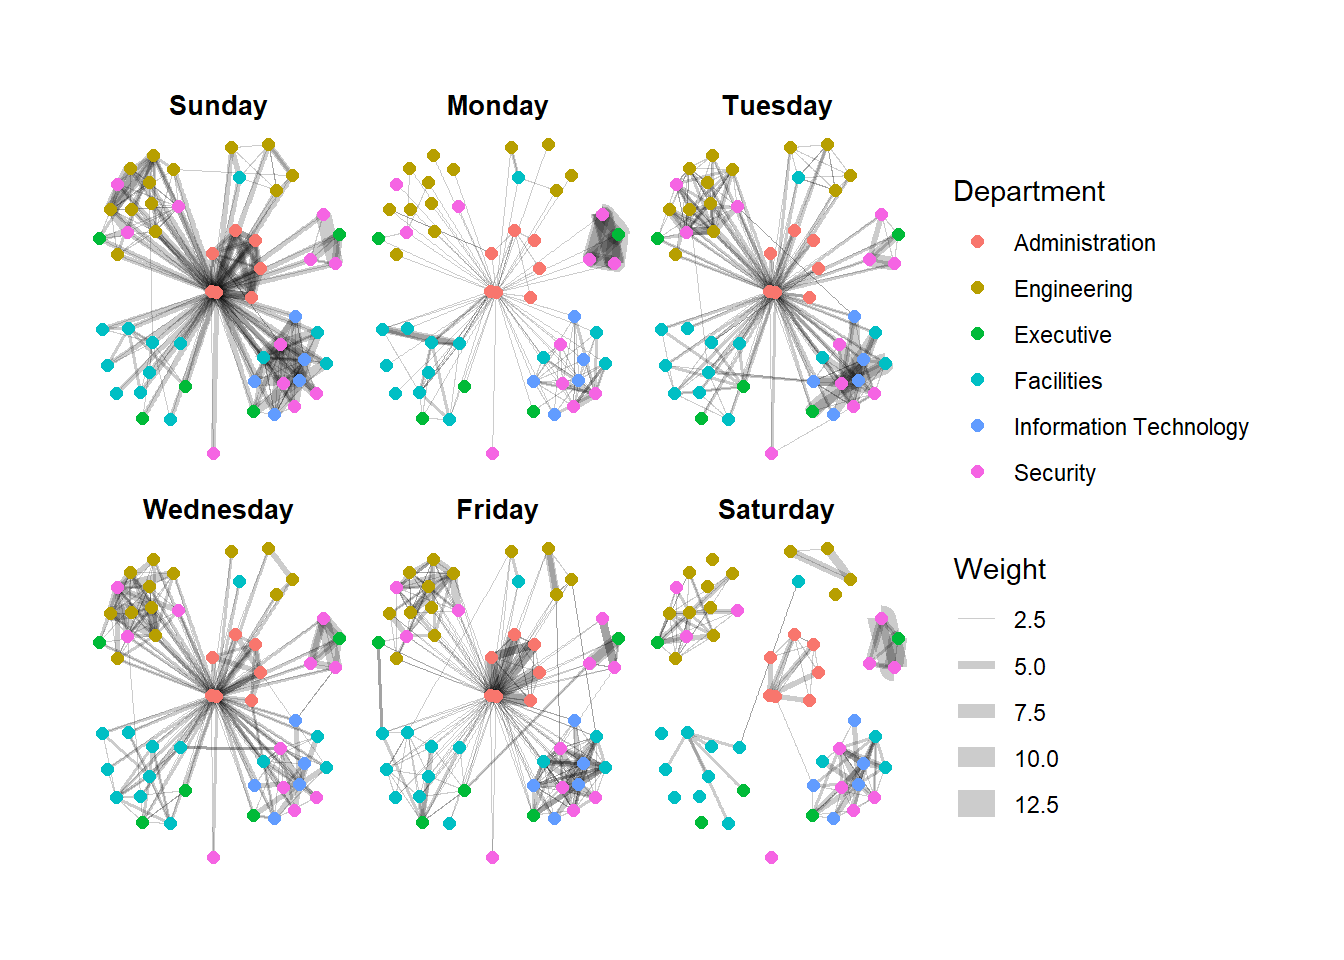 Sunday
Monday
Tuesday
Wednesday
Friday
Saturday
Department
Administration
Engineering
Executive
Facilities
Information Technology
Security
Weight
2.5
5.0
7.5
10.0
12.5